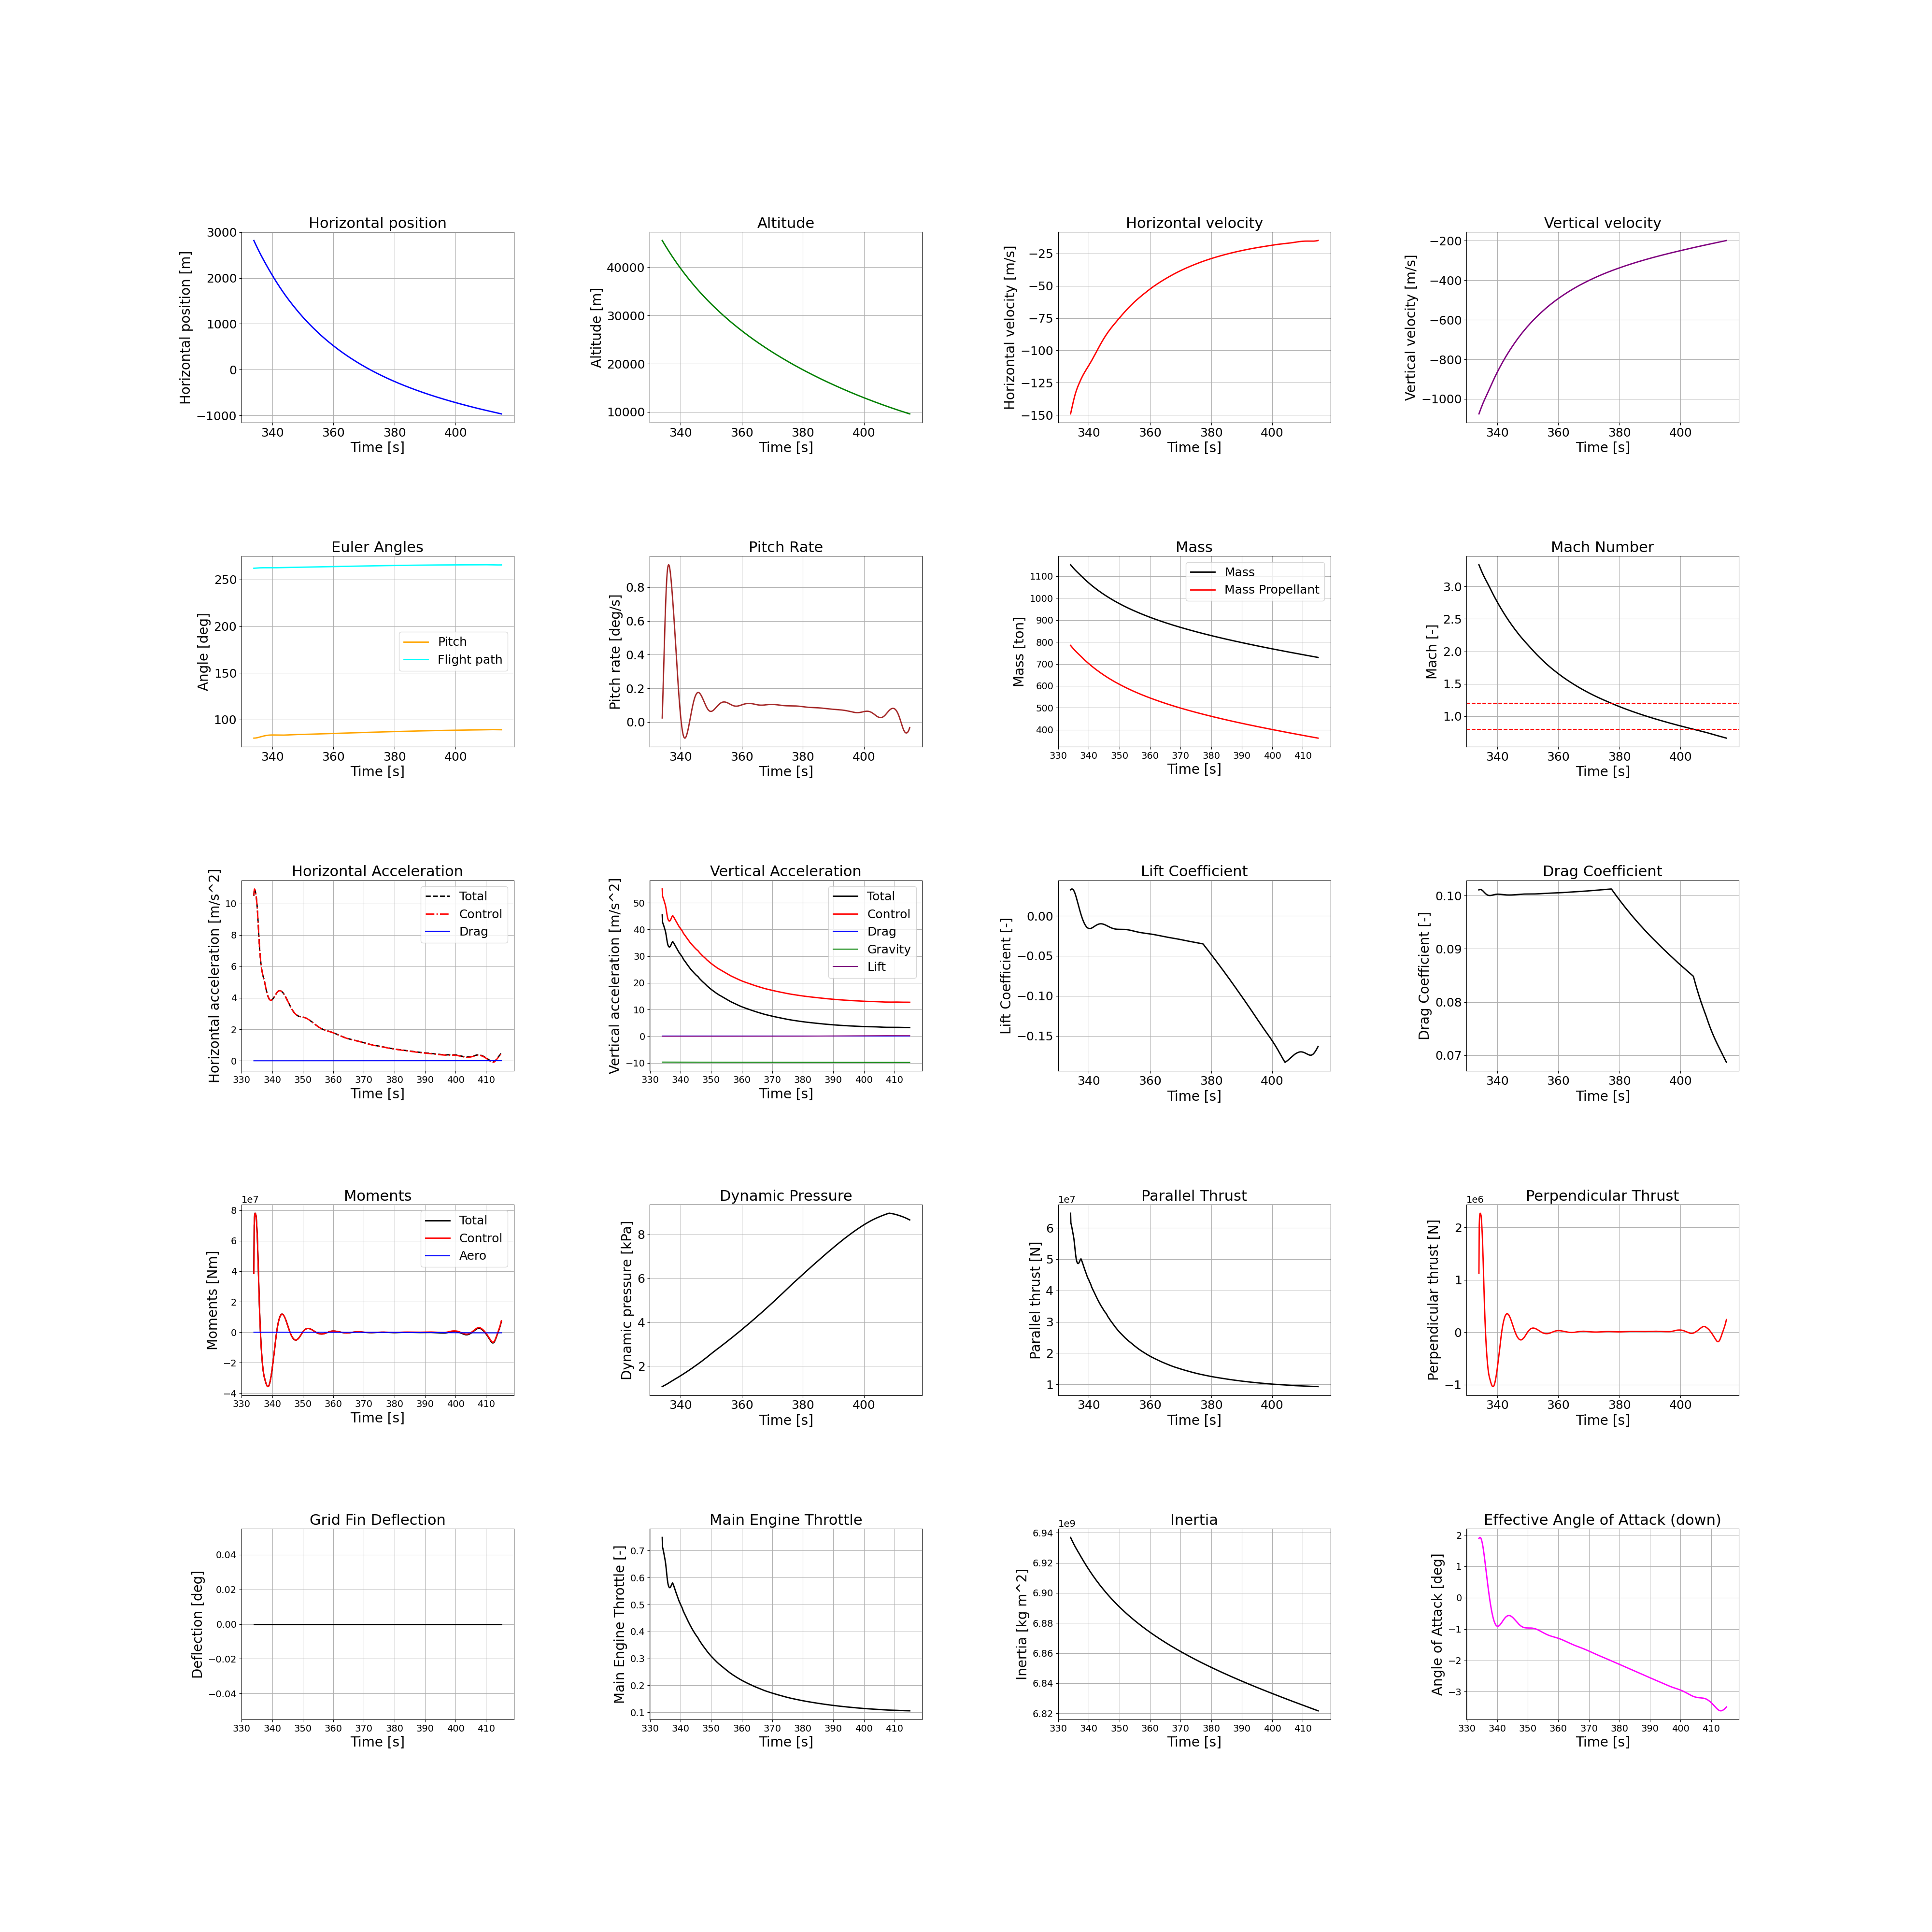 Horizontal position
Horizontal position [m]
3000
2000
1000
0
−1000
340 360 380 400
Time [s]
Altitude
Altitude [m]
40000
30000
20000
10000
340 360 380 400
Time [s]
Horizontal velocity
Horizontal velocity [m/s]
−25
−50
−75
−100
−125
−150
340 360 380 400
Time [s]
Vertical velocity
Vertical velocity [m/s]
−200
−400
−600
−800
−1000
340 360 380 400
Time [s]
Euler Angles
Angle [deg]
250
200
150
100
Pitch
Flight path
340 360 380 400
Time [s]
Pitch Rate
Pitch rate [deg/s]
0.8
0.6
0.4
0.2
0.0
340 360 380 400
Time [s]
Mass
Mass [ton]
1100
1000
900
800
700
600
500
400
Mass
Mass Propellant
330 340 350 360 370 380 390 400 410
Time [s]
Mach Number
Mach [-]
3.0
2.5
2.0
1.5
1.0
340 360 380 400
Time [s]
Horizontal Acceleration
Horizontal acceleration [m/s^2]
10
8
6
4
2
0
Total
Control
Drag
330 340 350 360 370 380 390 400 410
Time [s]
Vertical Acceleration
Vertical acceleration [m/s^2]
50
40
30
20
10
0
−10
Total
Control
Drag
Gravity
Lift
330 340 350 360 370 380 390 400 410
Time [s]
Lift Coefficient
Lift Coefficient [-]
0.00
−0.05
−0.10
−0.15
340 360 380 400
Time [s]
Drag Coefficient
Drag Coefficient [-]
0.10
0.09
0.08
0.07
340 360 380 400
Time [s]
Moments
1e7
Moments [Nm]
8
6
4
2
0
−2
−4
Total
Control
Aero
330 340 350 360 370 380 390 400 410
Time [s]
Dynamic Pressure
Dynamic pressure [kPa]
8
6
4
2
340 360 380 400
Time [s]
Parallel Thrust
1e7
Parallel thrust [N]
6
5
4
3
2
1
340 360 380 400
Time [s]
Perpendicular Thrust
1e6
Perpendicular thrust [N]
2
1
0
−1
340 360 380 400
Time [s]
Grid Fin Deflection
Deflection [deg]
0.04
0.02
0.00
−0.02
−0.04
330 340 350 360 370 380 390 400 410
Time [s]
Main Engine Throttle
Main Engine Throttle [-]
0.7
0.6
0.5
0.4
0.3
0.2
0.1
330 340 350 360 370 380 390 400 410
Time [s]
Inertia
1e9
Inertia [kg m^2]
6.94
6.92
6.90
6.88
6.86
6.84
6.82
330 340 350 360 370 380 390 400 410
Time [s]
Effective Angle of Attack (down)
Angle of Attack [deg]
2
1
0
−1
−2
−3
330 340 350 360 370 380 390 400 410
Time [s]